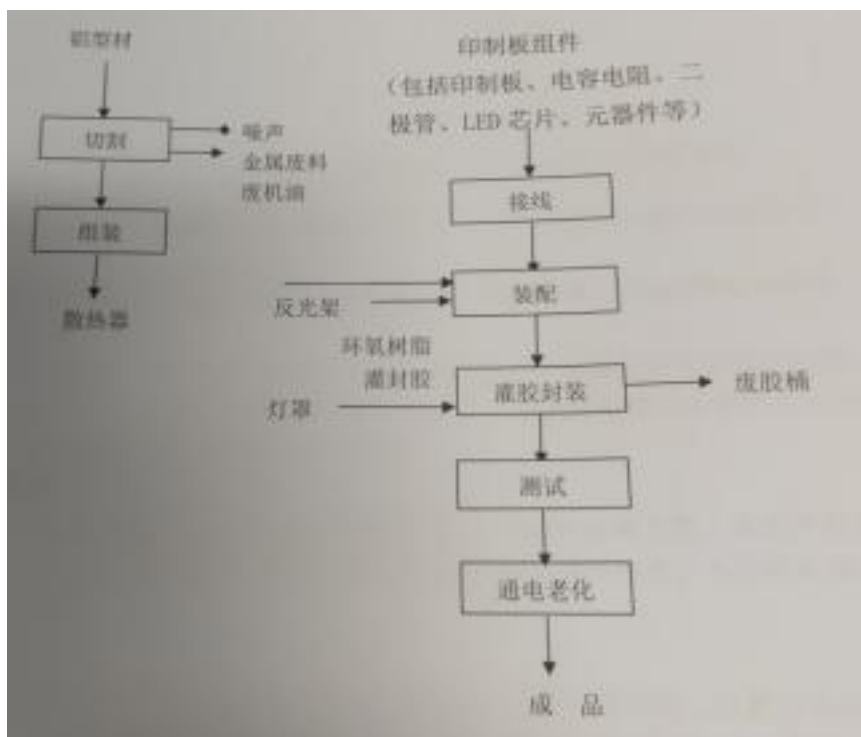 铝型材
切割
噪声
金属废料
废机油
组装
散热器
印制板组件
（包括印制板、电容电阻、二
极管、LED 芯片、元器件等）
接线
反光架
装配
环氧树脂
灌封胶
灯罩
灌胶封装
废胶桶
测试
通电老化
成 品